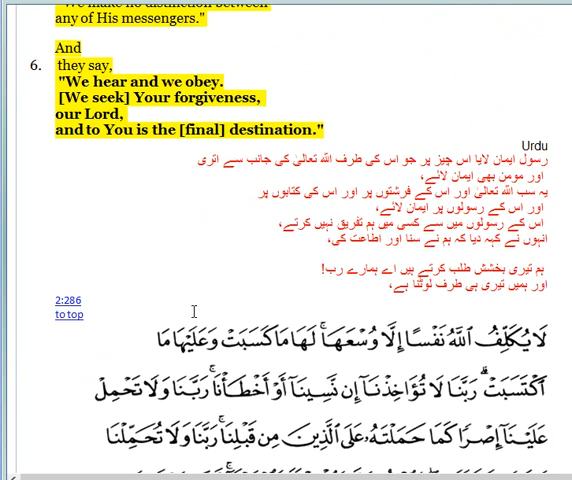 "We make no distinction between
any of His messengers."
And
6. they say,
"We hear and we obey.
[We seek] Your forgiveness,
our Lord,
and to You is the [final] destination."
Urdu
رسول ایمان لایا اس چیز پر جو اس کی طرف اللہ تعالیٰ کی جانب سے اتری
اور مومن بھی ایمان لائے،
یہ سب اللہ تعالیٰ اور اس کے فرشتوں پر اور اس کی کتابوں پر
اور اس کے رسولوں پر ایمان لائے،
اس کے رسولوں میں سے کسی میں ہم تفریق نہیں کرتے،
انہوں نے کہہ دیا کہ ہم نے سنا اور اطاعت کی،
ہم تیری بخشش طلب کرتے ہیں اے ہمارے رب!
اور ہمیں تیری ہی طرف لوٹنا ہے،
2:286
to top
لَا يُكَلِّفُ اللَّهُ نَفْسًا إِلَّا وُسْعَهَا ۚ لَهَا مَا كَسَبَتْ وَعَلَيْهَا مَا
اكْتَسَبَتْ ۗ رَبَّنَا لَا تُؤَاخِذْنَا إِن نَّسِينَا أَوْ أَخْطَأْنَا ۚ رَبَّنَا وَلَا تَحْمِلْ
عَلَيْنَا إِصْرًا كَمَا حَمَلْتَهُ عَلَى الَّذِينَ مِن قَبْلِنَا ۚ رَبَّنَا وَلَا تُحَمِّلْنَا